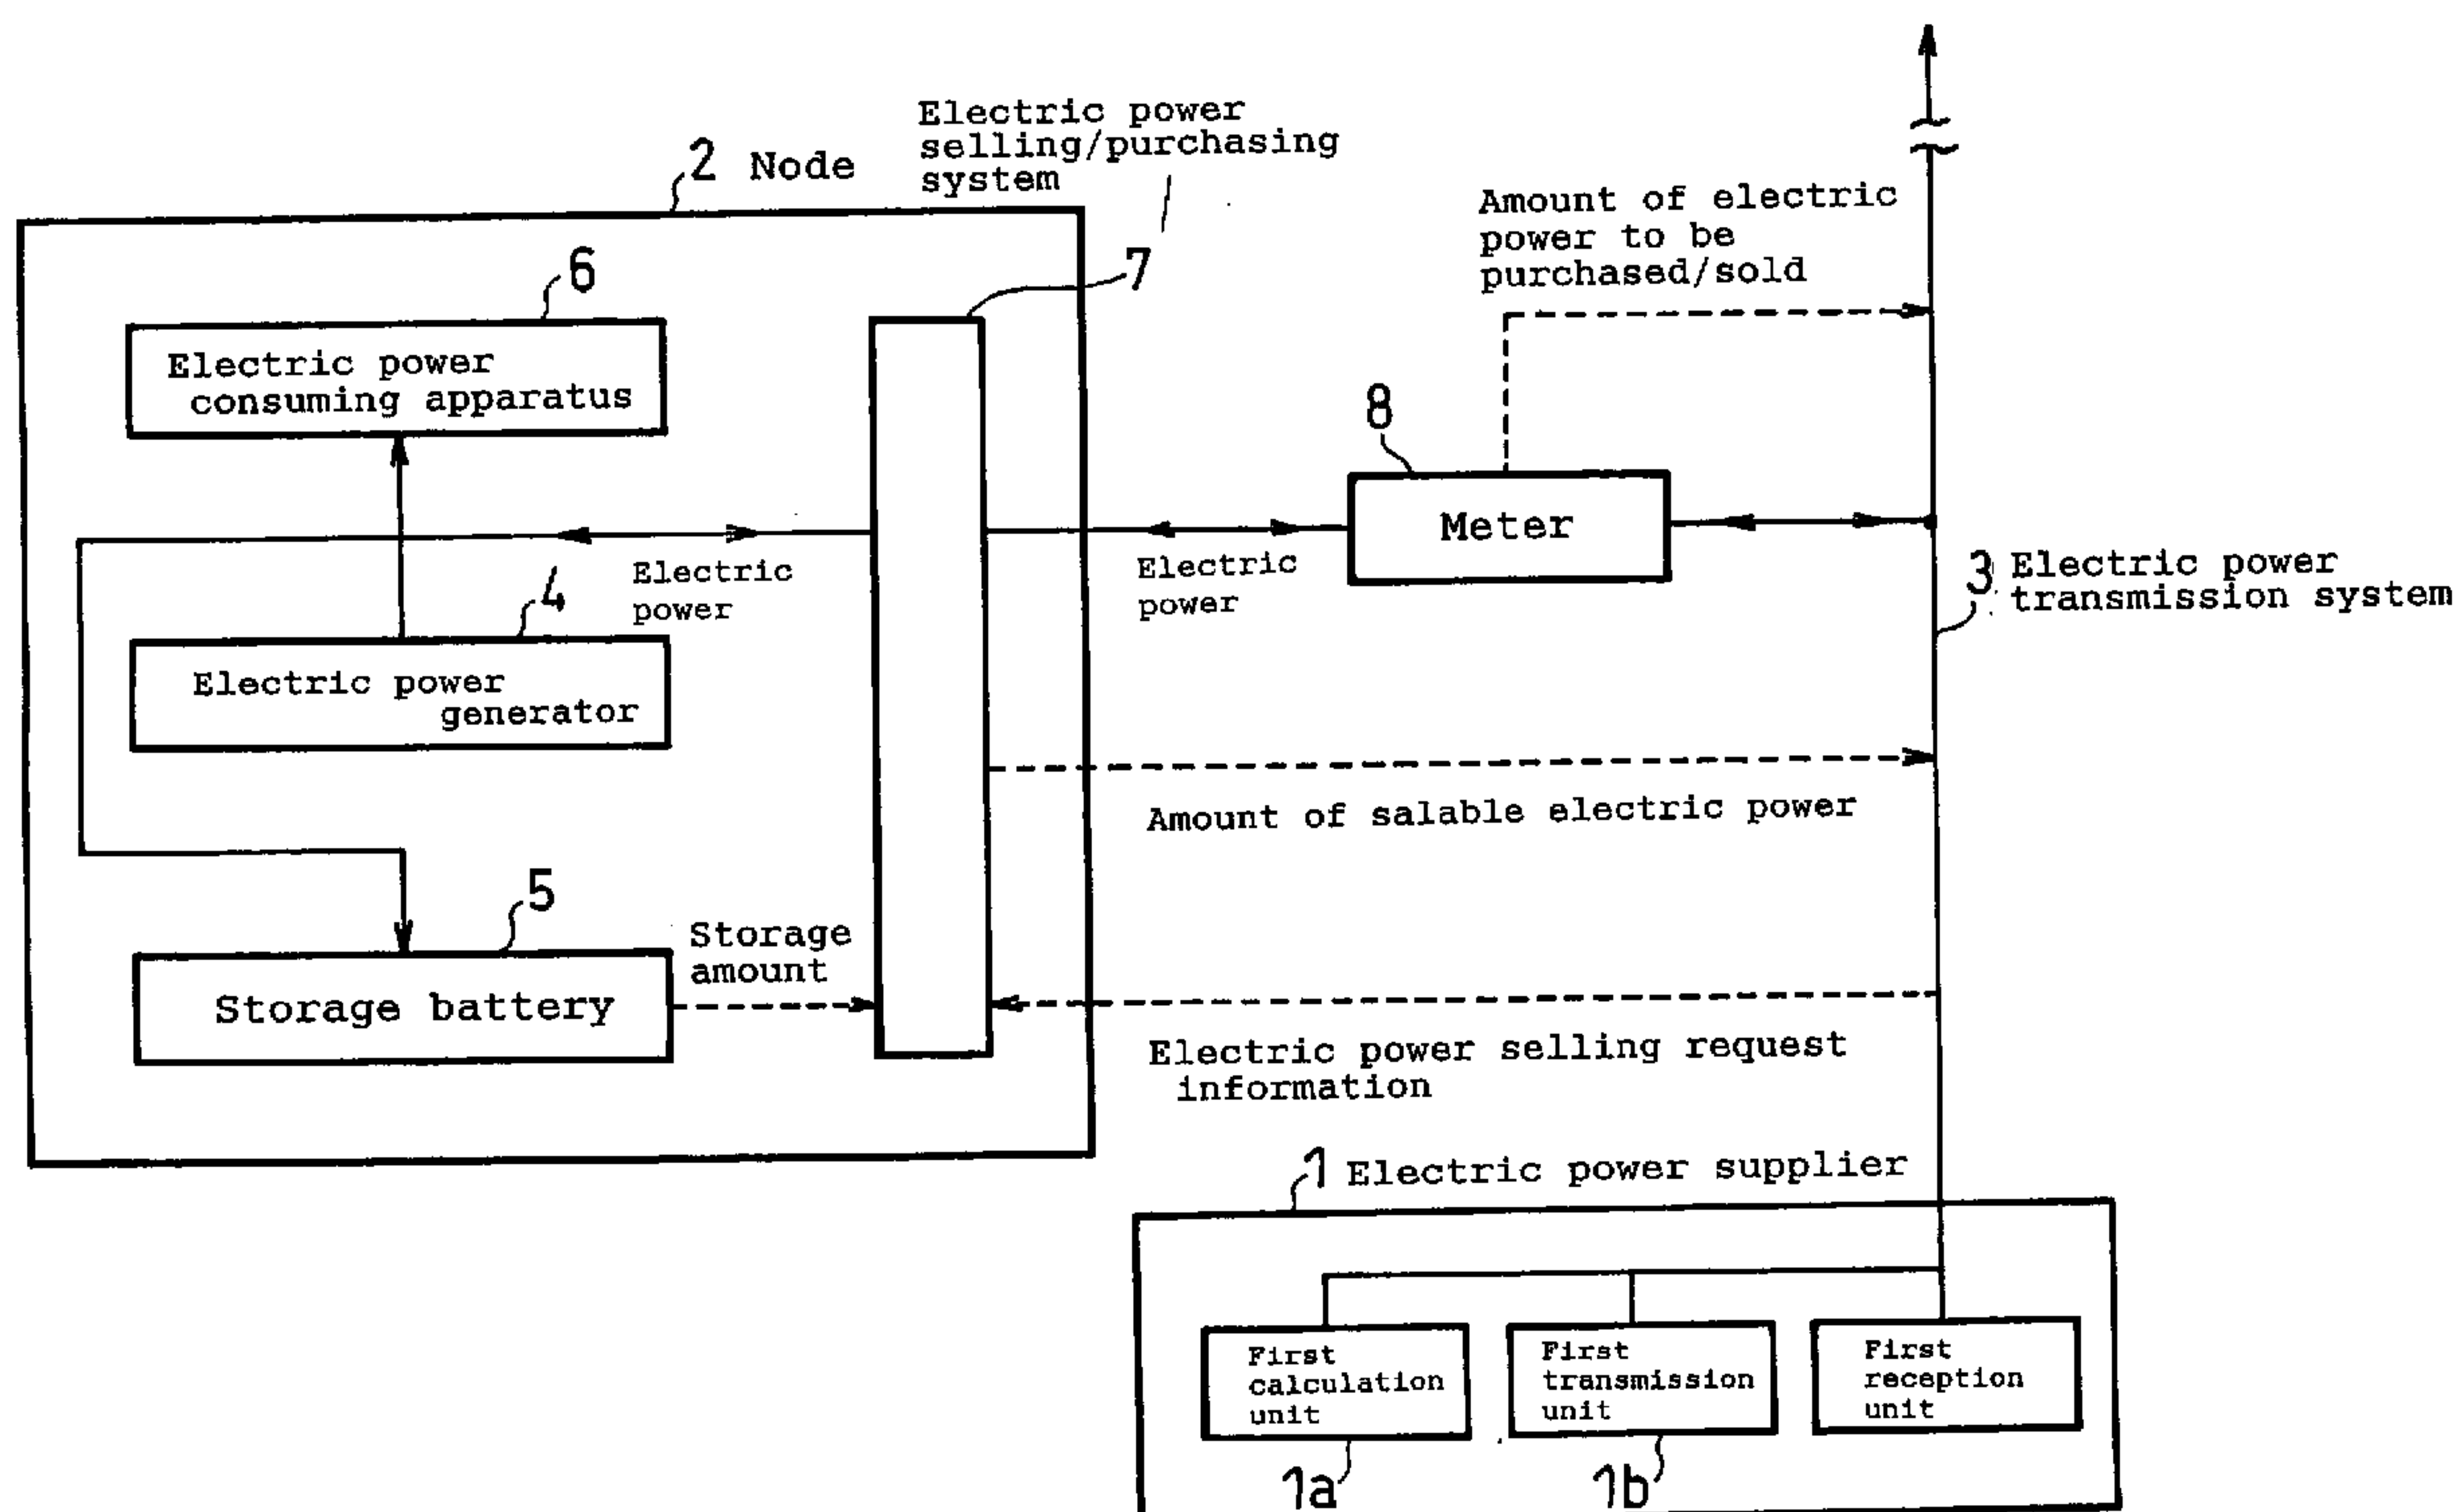 Electric power
selling/purchasing
system
2 Node
7
6
Electric power
consuming apparatus
Amount of electric
power to be
purchased/sold
8
Meter
Electric
power
Electric
power
3 Electric power
transmission system
4
Electric power
generator
Amount of salable electric power
5
Storage
amount
Storage battery
Electric power selling request
information
1 Electric power supplier
First
calculation
unit
First
transmission
unit
First
reception
unit
1a
1b